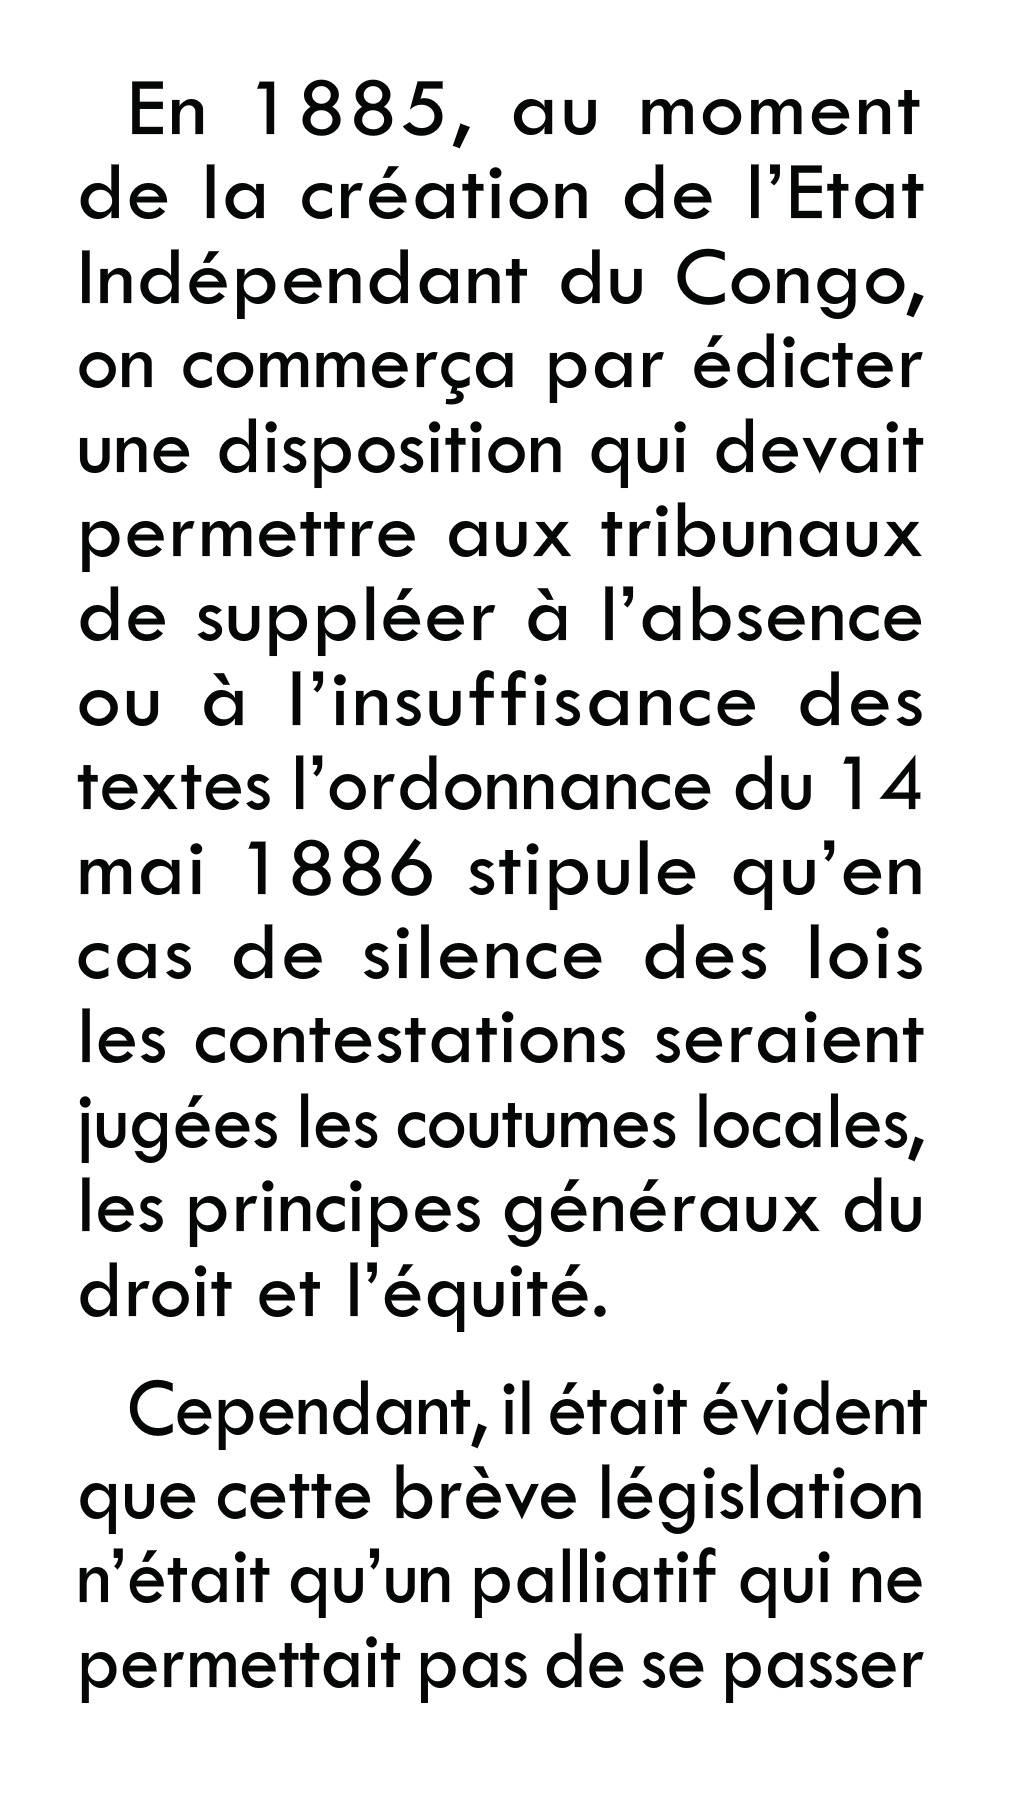 En 1885, au moment
de la création de l’Etat
Indépendant du Congo,
on commerça par édicter
une disposition qui devait
permettre aux tribunaux
de suppléer à l’absence
ou à l’insuffisance des
textes l’ordonnance du 14
mai 1886 stipule qu’en
cas de silence des lois
les contestations seraient
jugées les coutumes locales,
les principes généraux du
droit et l’équité.
Cependant, il était évident
que cette brève législation
n’était qu’un palliatif qui ne
permettait pas de se passer